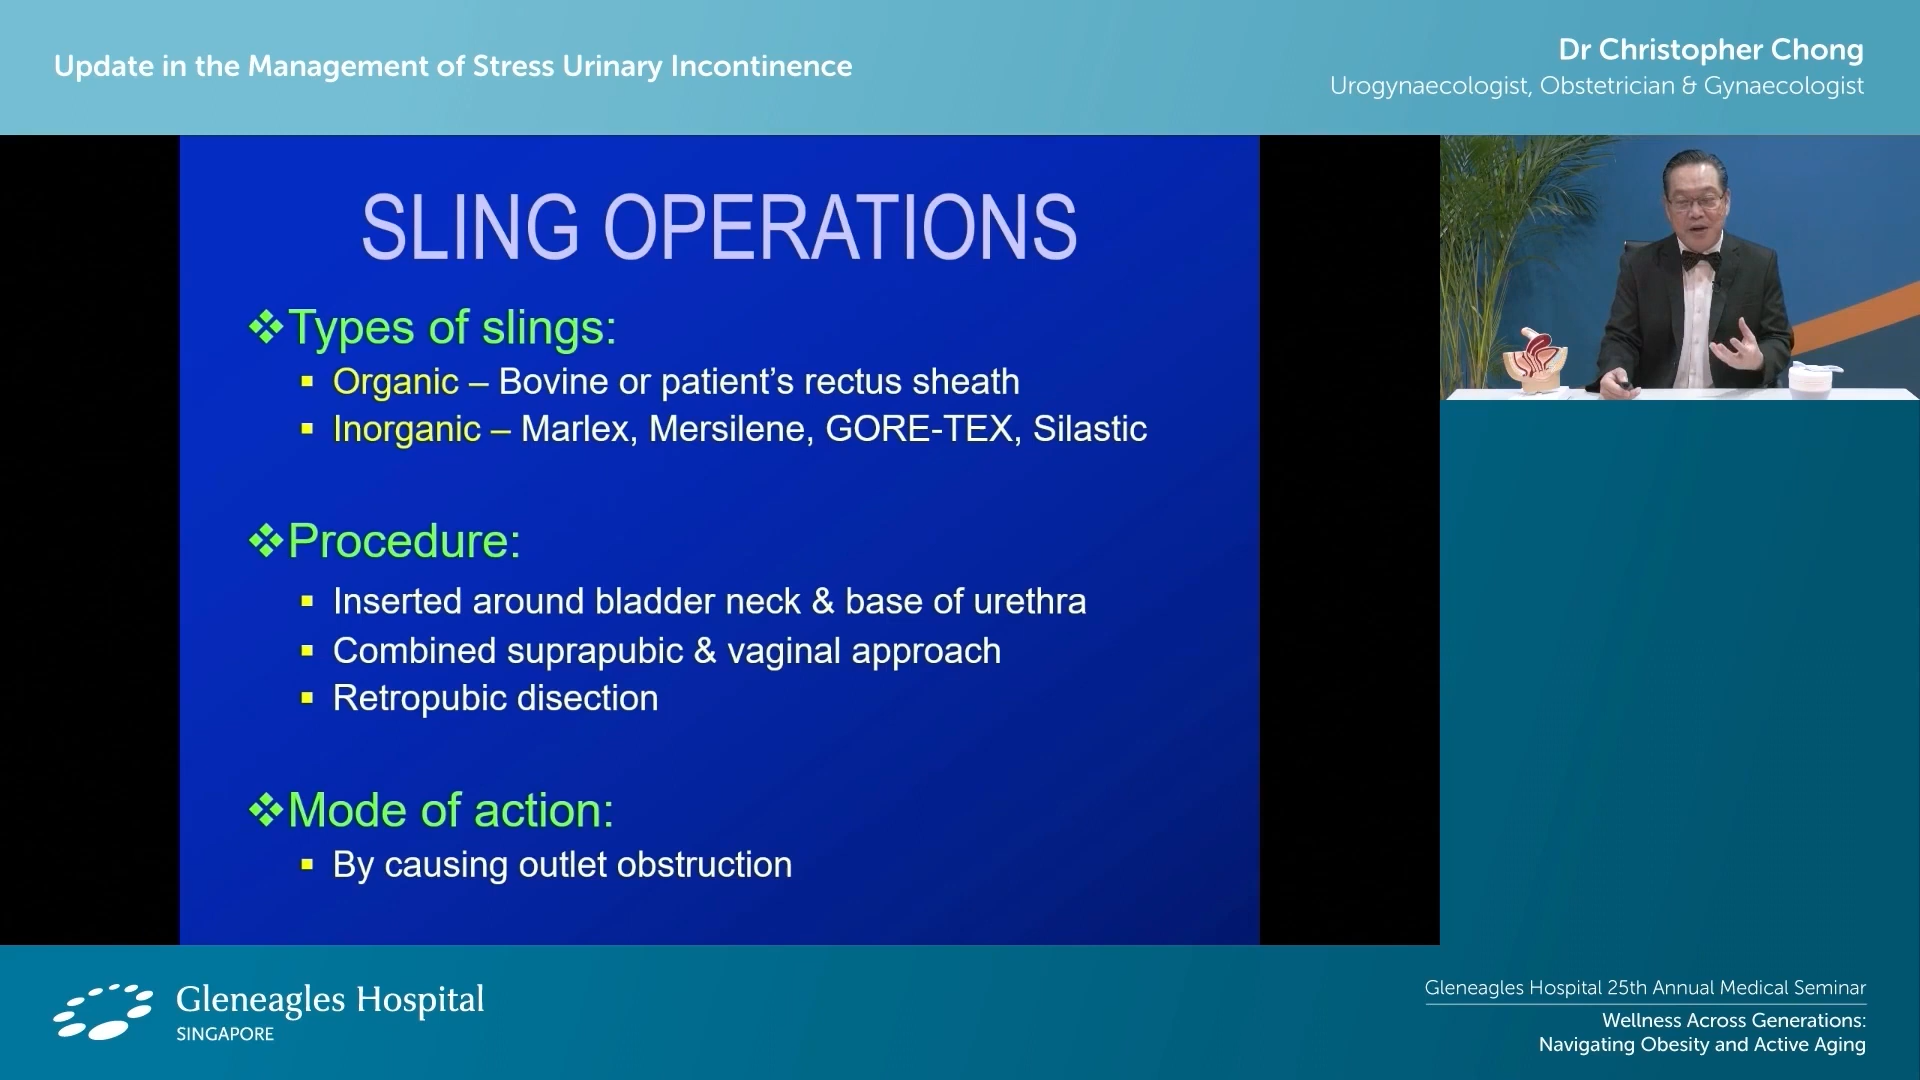 Update in the Management of Stress Urinary Incontinence
Dr Christopher Chong
Urogynaecologist, Obstetrician & Gynaecologist
SLING OPERATIONS
❖Types of slings:
▪ Organic – Bovine or patient’s rectus sheath
▪ Inorganic – Marlex, Mersilene, GORE-TEX, Silastic
❖Procedure:
▪ Inserted around bladder neck & base of urethra
▪ Combined suprapubic & vaginal approach
▪ Retropubic disection
❖Mode of action:
▪ By causing outlet obstruction
Gleneagles Hospital
SINGAPORE
Gleneagles Hospital 25th Annual Medical Seminar
Wellness Across Generations:
Navigating Obesity and Active Aging